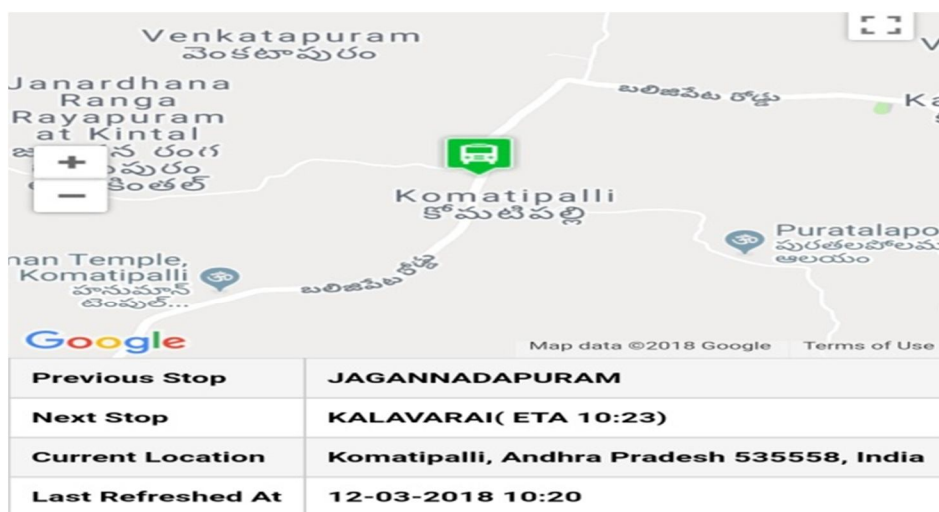 Venkatapuram
వెంకటాపురం
Janardhana
Ranga
Rayapuram
at Kintal
రంగ
కింతల్
బలిజిపేట రోడ్డు
Komatipalli
కోమటిపల్లి
Puratalapo
పురతలపోలమ
ఆలయం
Temple,
Komatipalli
హనుమాన్
టెంపుల్...
బలిజిపేట రోడ్డు
Google
Map data ©2018 Google Terms of Use
Previous Stop JAGANNADAPURAM
Next Stop KALAVARAI( ETA 10:23)
Current Location Komatipalli, Andhra Pradesh 535558, India
Last Refreshed At 12-03-2018 10:20